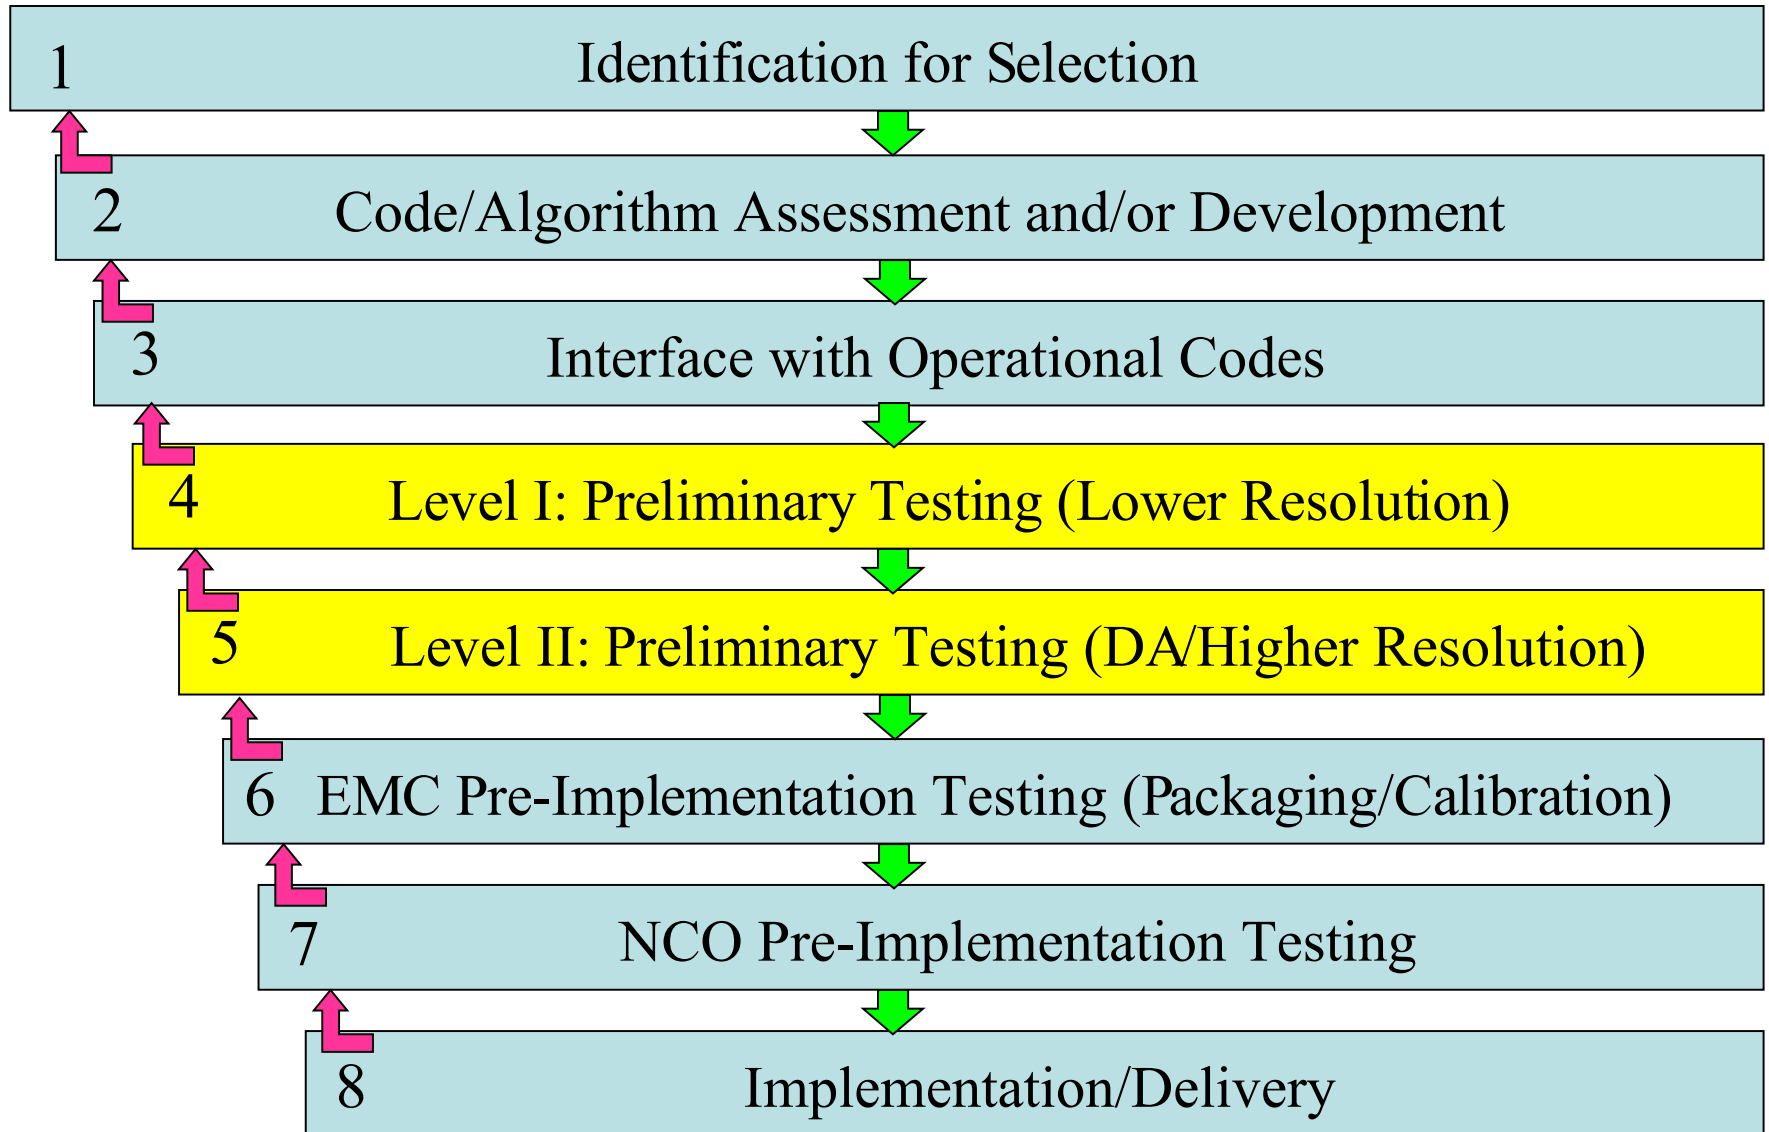 1 Identification for Selection
2 Code/Algorithm Assessment and/or Development
3 Interface with Operational Codes
4 Level I: Preliminary Testing (Lower Resolution)
5 Level II: Preliminary Testing (DA/Higher Resolution)
6 EMC Pre-Implementation Testing (Packaging/Calibration)
7 NCO Pre-Implementation Testing
8 Implementation/Delivery